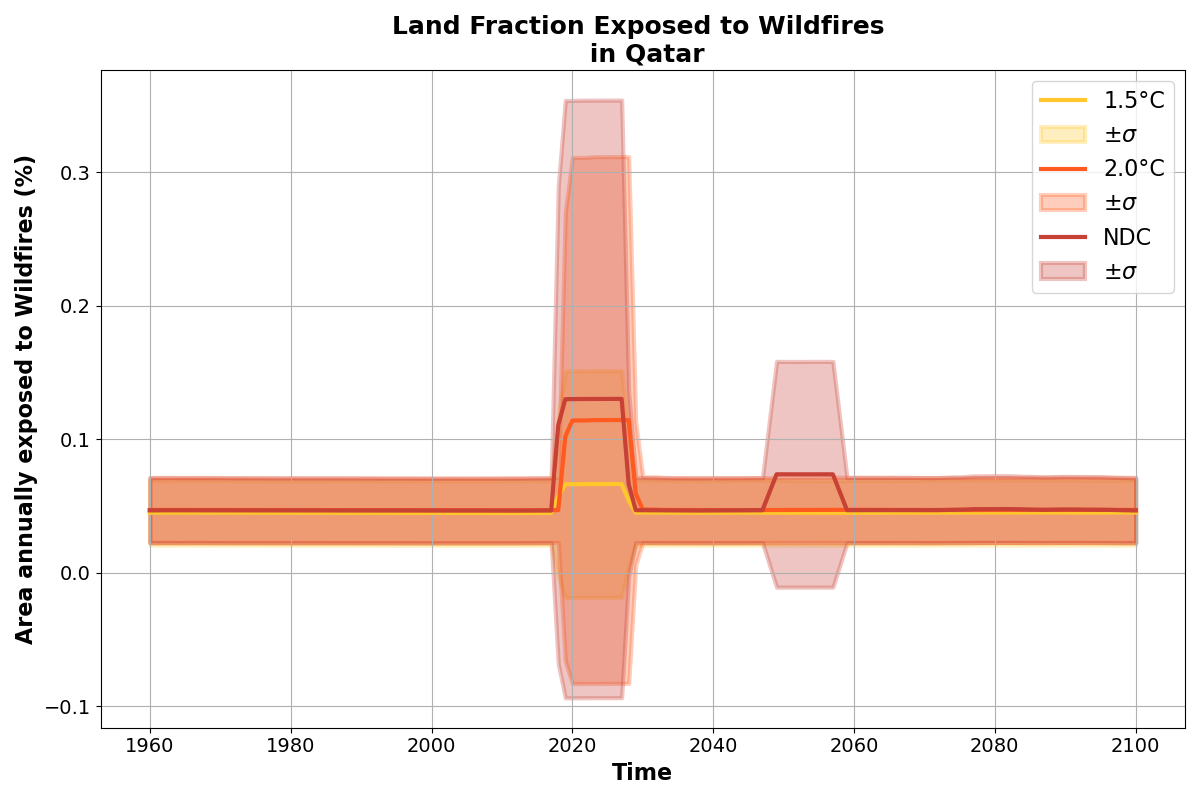 Land Fraction Exposed to Wildfires
in Qatar
1.5°C
±σ
2.0°C
±σ
NDC
±σ
Area annually exposed to Wildfires (%)
0.3
0.2
0.1
0.0
−0.1
1960
1980
2000
2020
2040
2060
2080
2100
Time